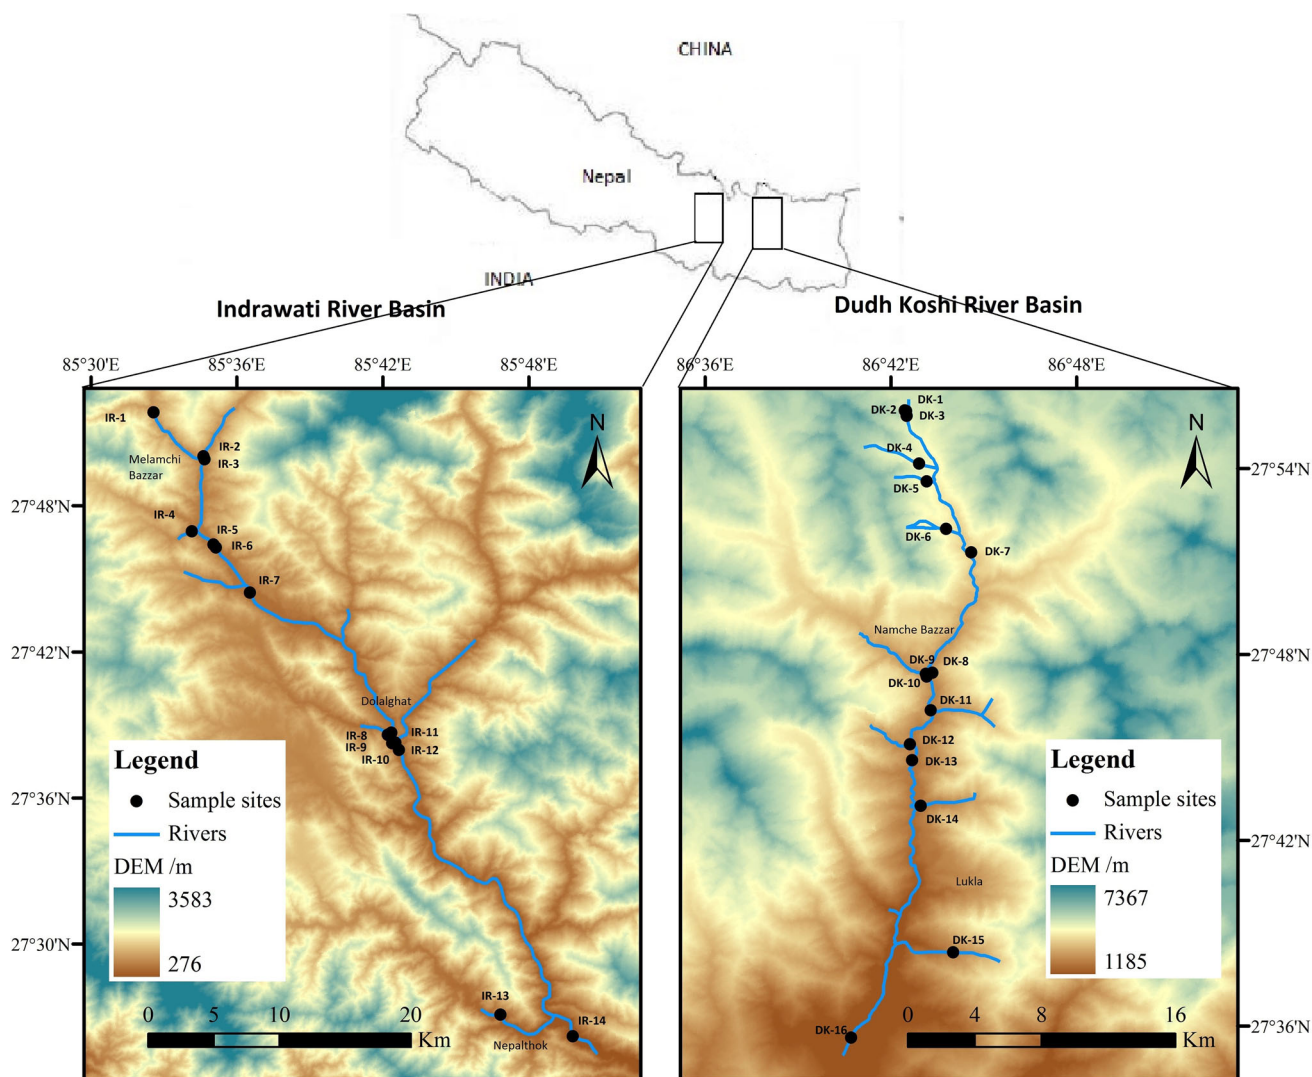 CHINA
Nepal
INDIA
Indrawati River Basin
Dudh Koshi River Basin
85°30'E
85°36'E
85°42'E
85°48'E
86°36'E
86°42'E
86°48'E
27°48'N
27°42'N
27°36'N
27°30'N
IR-1
IR-2
IR-3
Melamchi
Bazzar
IR-4
IR-5
IR-6
IR-7
Dolalghat
IR-8
IR-9
IR-10
IR-11
IR-12
IR-13
IR-14
Nepalthok
N
Legend
Sample sites
Rivers
DEM /m
3583
276
0 5 10 20
Km
DK-1
DK-2
DK-3
DK-4
DK-5
DK-6
DK-7
Namche Bazzar
DK-9
DK-8
DK-10
DK-11
DK-12
DK-13
DK-14
Lukla
DK-15
DK-16
N
Legend
Sample sites
Rivers
DEM /m
7367
1185
0 4 8 16
Km
27°54'N
27°48'N
27°42'N
27°36'N